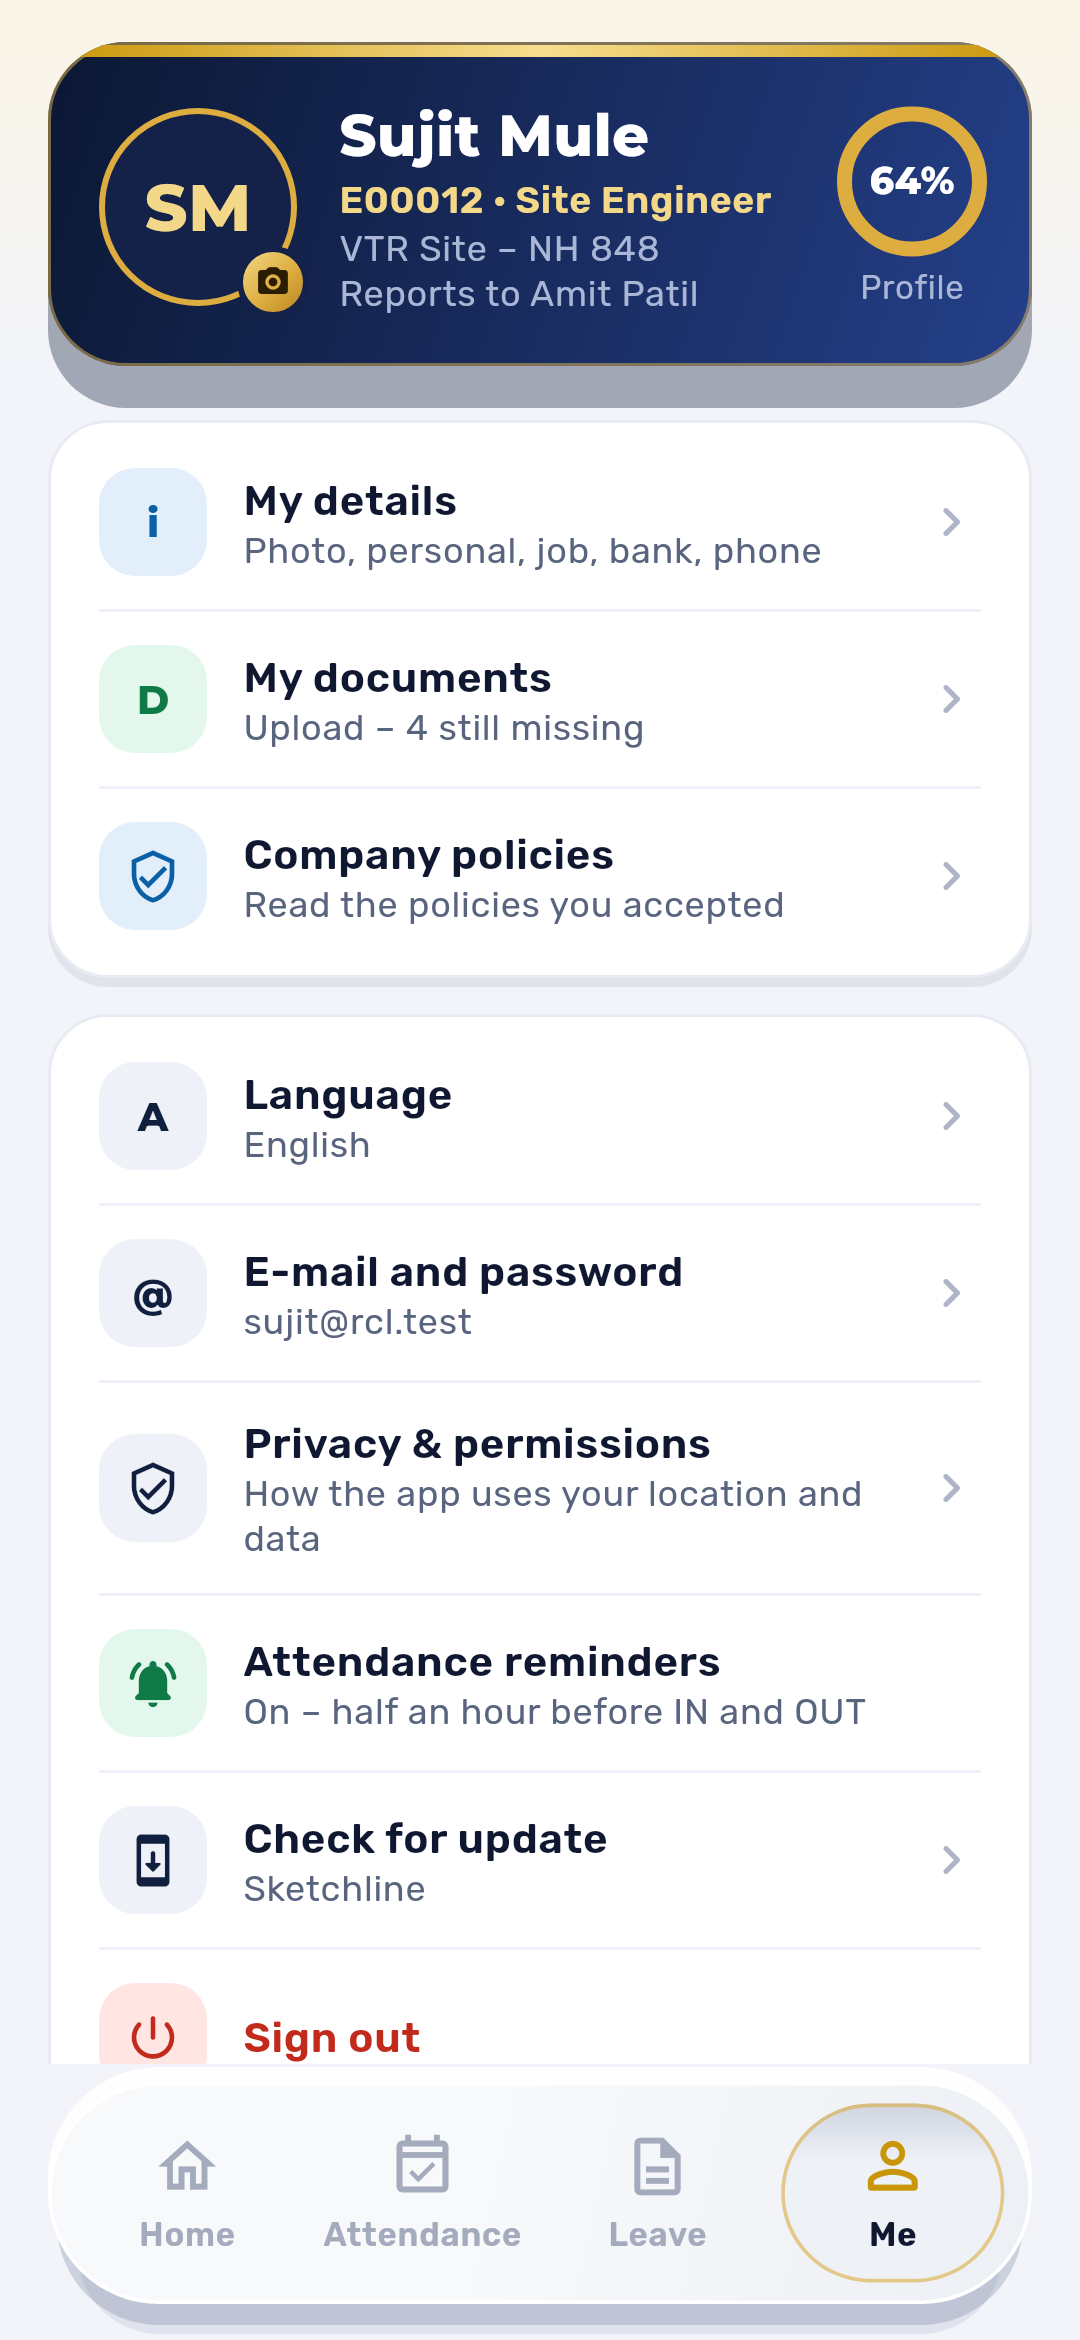 Sujit Mule
SM
E00012 • Site Engineer
VTR Site – NH 848
Reports to Amit Patil
64%
Profile
i
My details
Photo, personal, job, bank, phone
D
My documents
Upload – 4 still missing
Company policies
Read the policies you accepted
A
Language
English
@
E-mail and password
sujit@rcl.test
Privacy & permissions
How the app uses your location and
data
Attendance reminders
On – half an hour before IN and OUT
Check for update
Sketchline
Sign out
Home
Attendance
Leave
Me